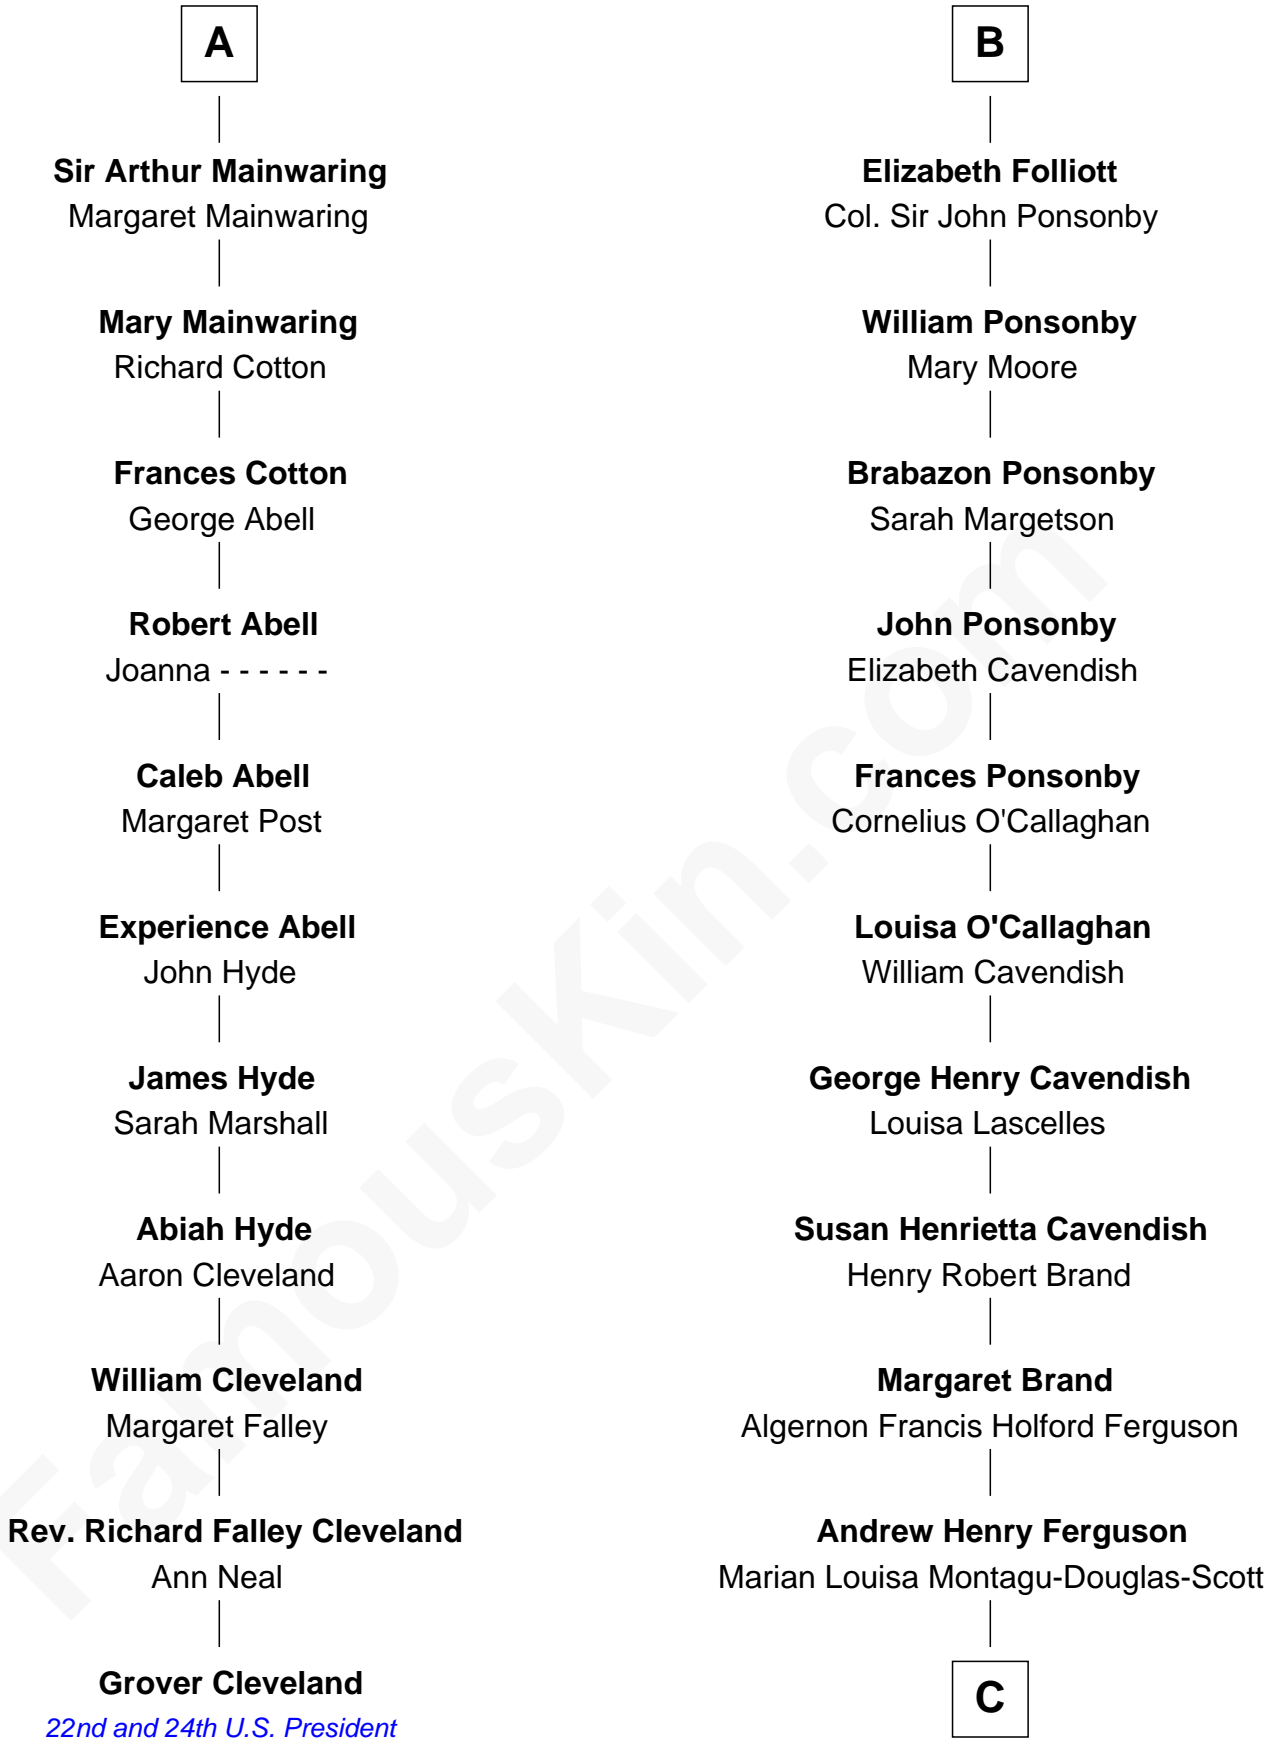 A
Sir Arthur Mainwaring
Margaret Mainwaring
Mary Mainwaring
Richard Cotton
Frances Cotton
George Abell
Robert Abell
Joanna - - - - - -
Caleb Abell
Margaret Post
Experience Abell
John Hyde
James Hyde
Sarah Marshall
Abiah Hyde
Aaron Cleveland
William Cleveland
Margaret Falley
Rev. Richard Falley Cleveland
Ann Neal
Grover Cleveland
22nd and 24th U.S. President
B
Elizabeth Folliott
Col. Sir John Ponsonby
William Ponsonby
Mary Moore
Brabazon Ponsonby
Sarah Margetson
John Ponsonby
Elizabeth Cavendish
Frances Ponsonby
Cornelius O'Callaghan
Louisa O'Callaghan
William Cavendish
George Henry Cavendish
Louisa Lascelles
Susan Henrietta Cavendish
Henry Robert Brand
Margaret Brand
Algernon Francis Holford Ferguson
Andrew Henry Ferguson
Marian Louisa Montagu-Douglas-Scott
C
FamousKin.com